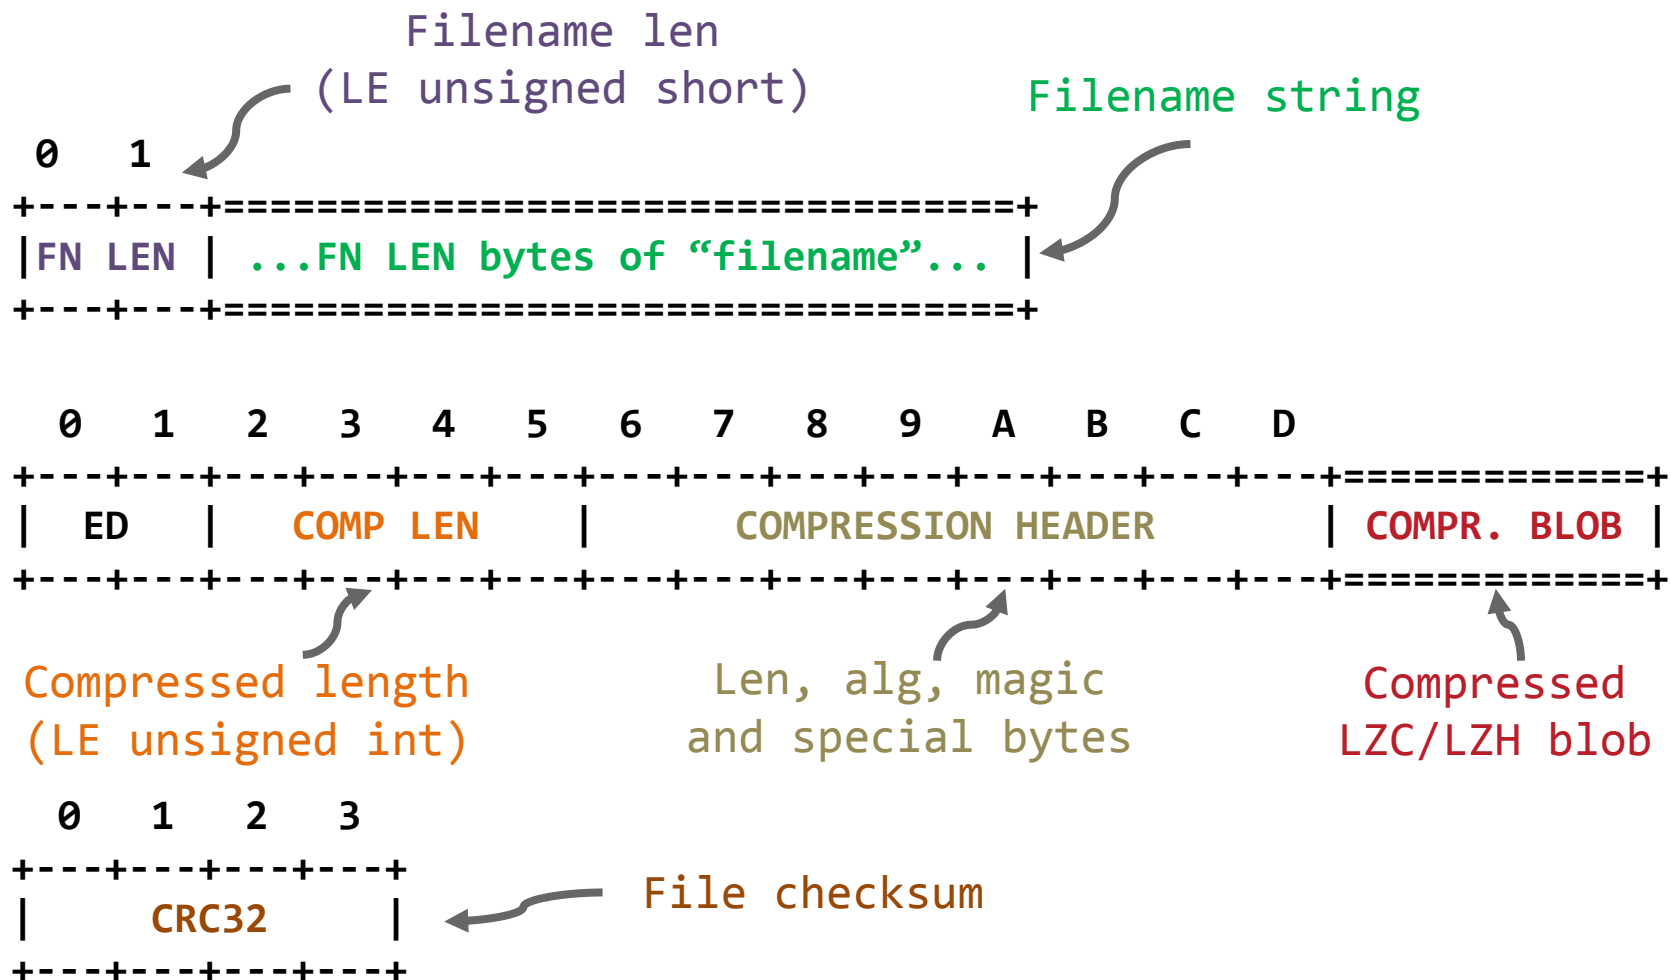 Filename len
(LE unsigned short)
Filename string
0 1
+---+---+==================================+
|FN LEN | ...FN LEN bytes of “filename”... |
+---+---+==================================+
0 1 2 3 4 5 6 7 8 9 A B C D
+---+---+---+---+---+---+---+---+---+---+---+---+---+---+=============+
| ED | COMP LEN | COMPRESSION HEADER | COMPR. BLOB |
+---+---+---+---+---+---+---+---+---+---+---+---+---+---+=============+
Compressed length
(LE unsigned int)
Len, alg, magic
and special bytes
Compressed
LZC/LZH blob
0 1 2 3
+---+---+---+---+
| CRC32 |
+---+---+---+---+
File checksum